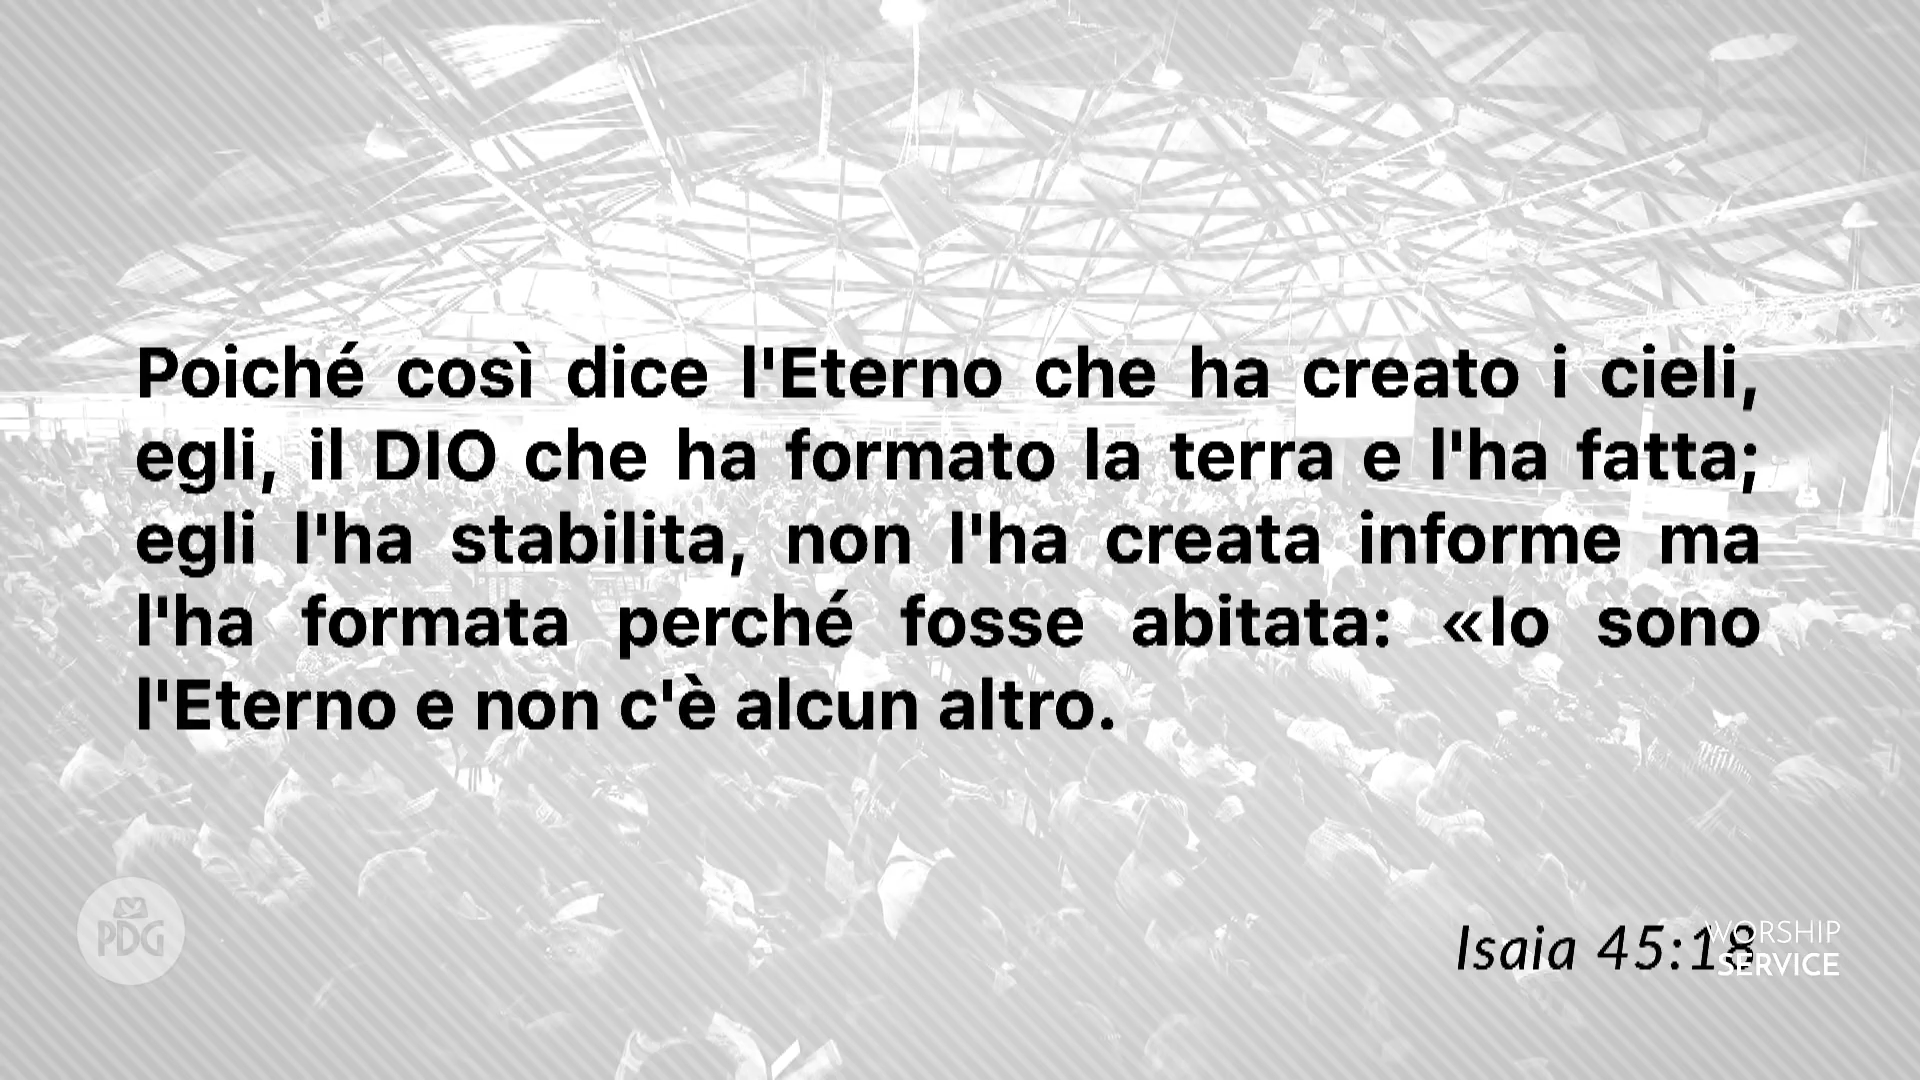 Poiché così dice l'Eterno che ha creato i cieli,
egli, il DIO che ha formato la terra e l'ha fatta;
egli l'ha stabilita, non l'ha creata informe ma
l'ha formata perché fosse abitata: «Io sono
l'Eterno e non c'è alcun altro.
PDG
Isaia 45:18
WORSHIP
SERVICE